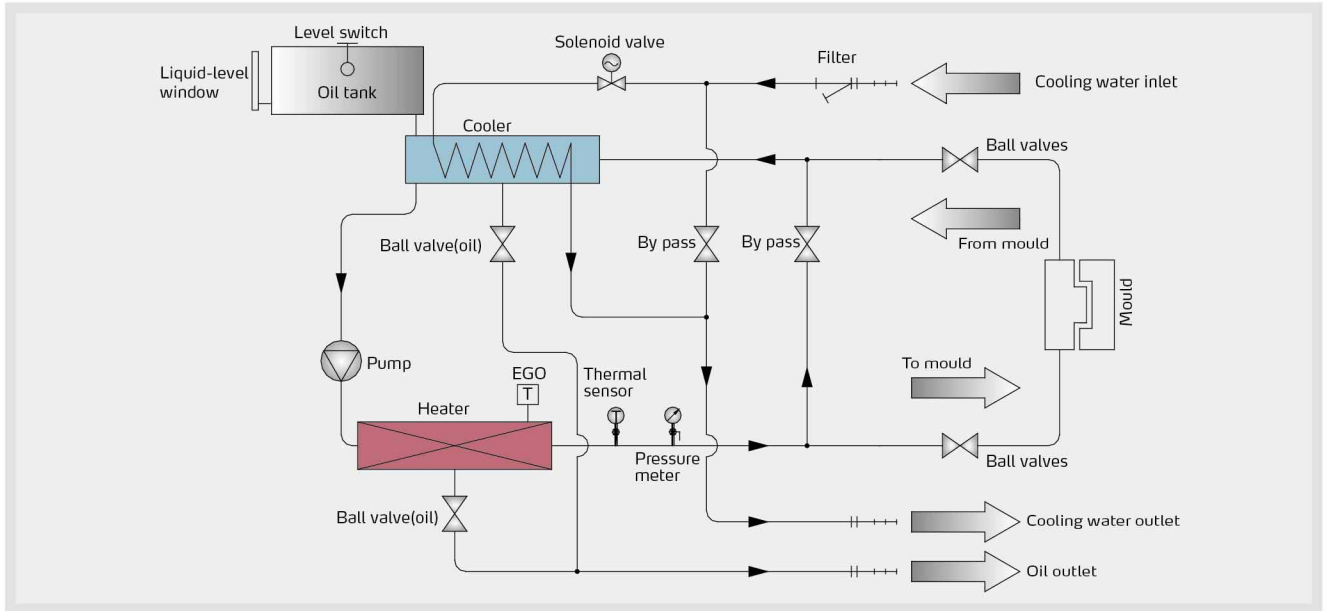 Level switch
Liquid-level
window
Oil tank
Solenoid valve
Filter
Cooling water inlet
Cooler
Ball valves
Ball valve(oil)
By pass
By pass
From mould
Mould
Pump
EGO
T
Thermal
sensor
To mould
Heater
Pressure
meter
Ball valves
Ball valve(oil)
Cooling water outlet
Oil outlet